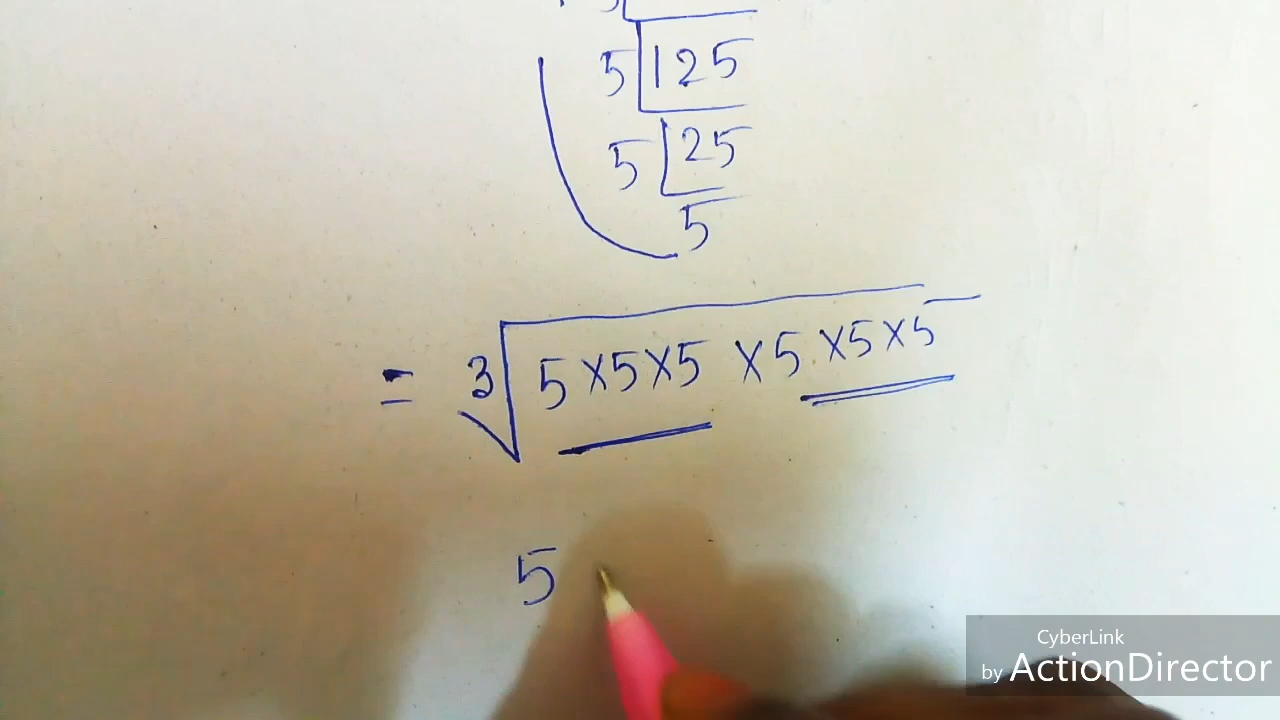 5 125
5 25
5
= ∛5×5×5 ×5×5×5
5
CyberLink
by ActionDirector